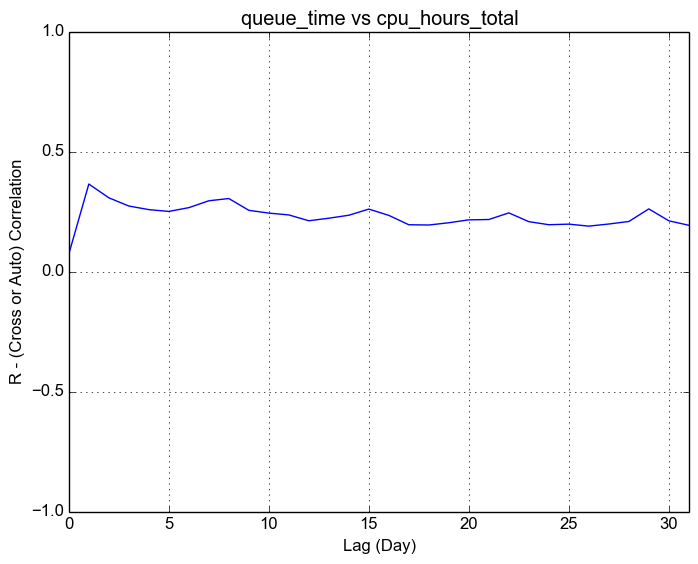 queue_time vs cpu_hours_total
R - (Cross or Auto) Correlation
1.0
0.5
0.0
−0.5
−1.0
0 5 10 15 20 25 30
Lag (Day)